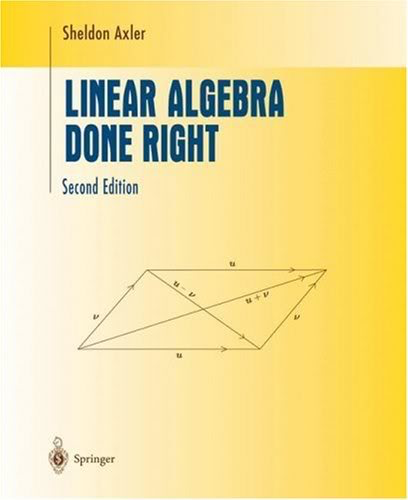 Sheldon Axler
LINEAR ALGEBRA
DONE RIGHT
Second Edition
u
u − v
u + v
v
v
u
Springer